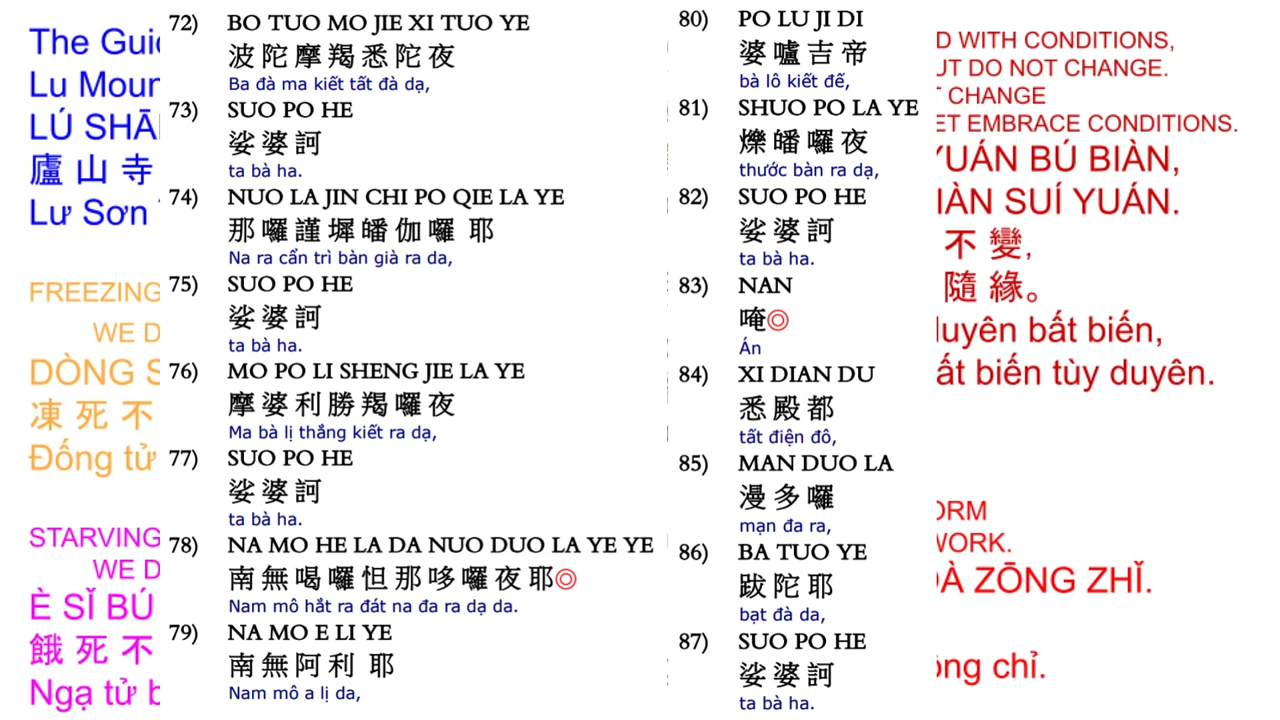 The Guid
Lu Moun
LÚ SHĀ
廬 山 寺
Lư Sơn
FREEZING
WE D
DÒNG S
凍 死 不
Đống tử
STARVING
WE D
È SǏ BÚ
餓 死 不
Ngạ tử b
72) BO TUO MO JIE XI TUO YE
波 陀 摩 羯 悉 陀 夜
Ba đà ma kiết tất đà dạ,
73) SUO PO HE
娑 婆 訶
ta bà ha.
74) NUO LA JIN CHI PO QIE LA YE
那 囉 謹 墀 皤 伽 囉 耶
Na ra cẩn trì bàn già ra da,
75) SUO PO HE
娑 婆 訶
ta bà ha.
76) MO PO LI SHENG JIE LA YE
摩 婆 利 勝 羯 囉 夜
Ma bà lị thắng kiết ra dạ,
77) SUO PO HE
娑 婆 訶
ta bà ha.
78) NA MO HE LA DA NUO DUO LA YE YE
南 無 喝 囉 怛 那 哆 囉 夜 耶◎
Nam mô hắt ra đát na đa ra dạ da.
79) NA MO E LI YE
南 無 阿 利 耶
Nam mô a lị da,
80) PO LU JI DI
婆 嚧 吉 帝
bà lô kiết đế,
81) SHUO PO LA YE
爍 皤 囉 夜
thước bàn ra dạ,
82) SUO PO HE
娑 婆 訶
ta bà ha.
83) NAN
唵◎
Án
84) XI DIAN DU
悉 殿 都
tất điện đô,
85) MAN DUO LA
漫 多 囉
mạn đa ra,
86) BA TUO YE
跋 陀 耶
bạt đà da,
87) SUO PO HE
娑 婆 訶
ta bà ha.
D WITH CONDITIONS,
UT DO NOT CHANGE.
CHANGE
ET EMBRACE CONDITIONS.
YUÁN BÚ BIÀN,
IÀN SUÍ YUÁN.
不 變,
隨 緣。
duyên bất biến,
ất biến tùy duyên.
ORM
WORK.
DÀ ZŌNG ZHǏ.
ông chỉ.